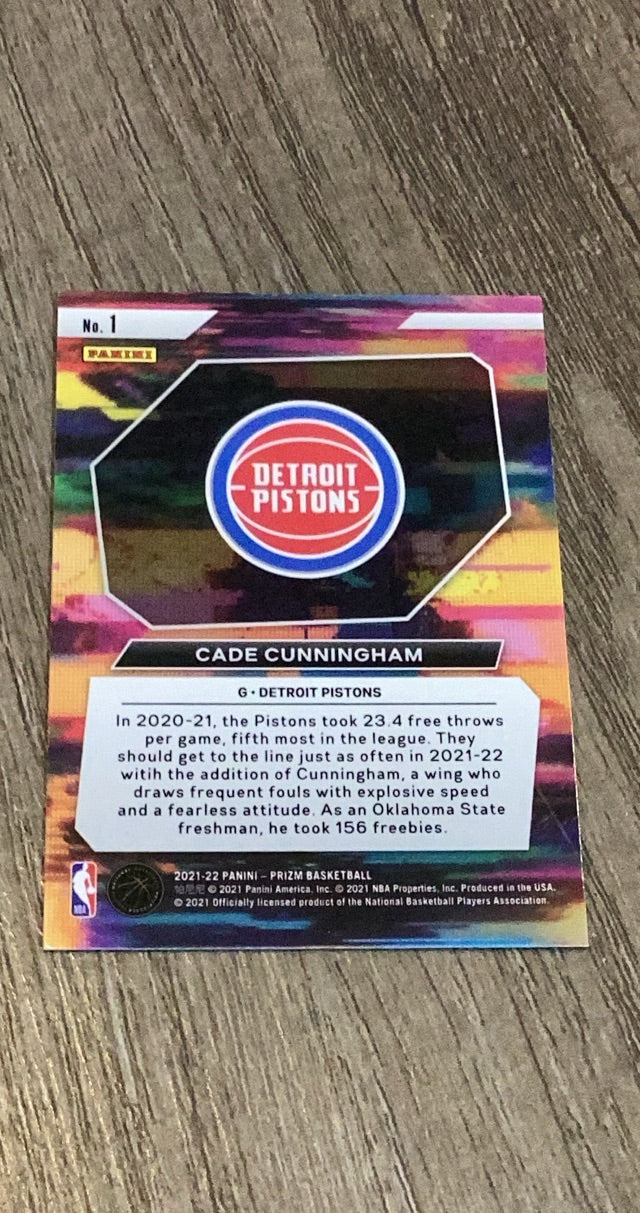 No. 1
PANINI
DETROIT
PISTONS
CADE CUNNINGHAM
G • DETROIT PISTONS
In 2020-21, the Pistons took 23.4 free throws
per game, fifth most in the league. They
should get to the line just as often in 2021-22
witih the addition of Cunningham, a wing who
draws frequent fouls with explosive speed
and a fearless attitude. As an Oklahoma State
freshman, he took 156 freebies.
2021-22 PANINI – PRIZM BASKETBALL
帕尼尼 © 2021 Panini America, Inc. © 2021 NBA Properties, Inc. Produced in the USA.
© 2021 Officially licensed product of the National Basketball Players Association.
NBA